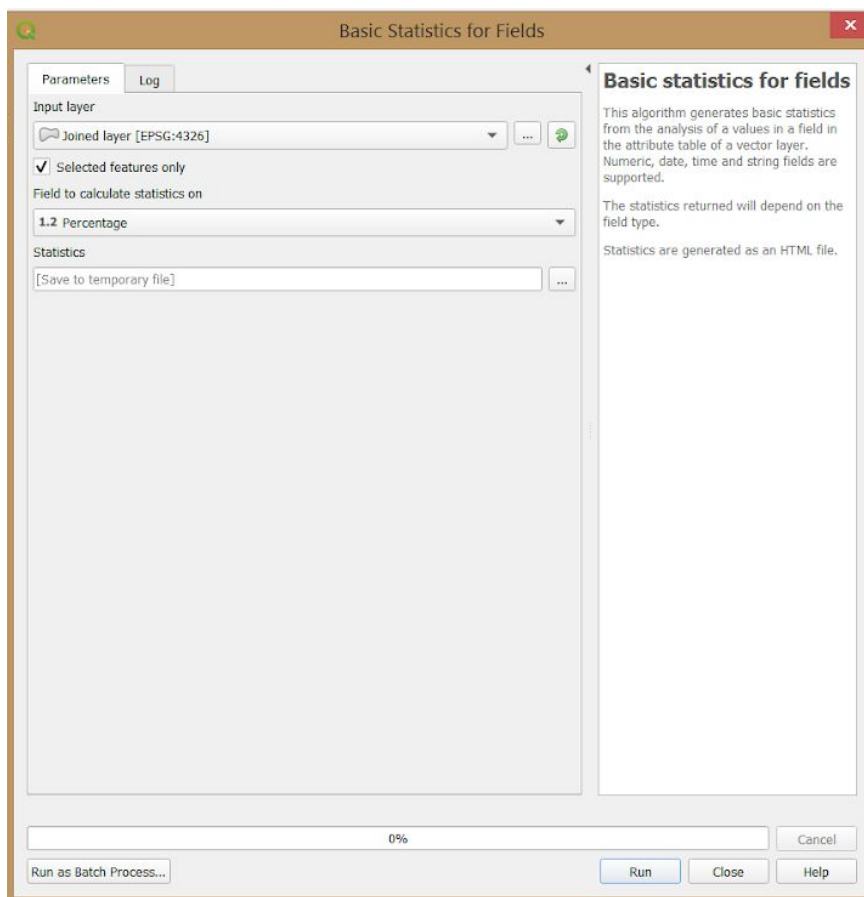 Basic Statistics for Fields
x
Parameters
Log
Input layer
Joined layer [EPSG:4326]
...
Selected features only
Field to calculate statistics on
1.2 Percentage
Statistics
[Save to temporary file]
...
Basic statistics for fields
This algorithm generates basic statistics
from the analysis of a values in a field in
the attribute table of a vector layer.
Numeric, date, time and string fields are
supported.
The statistics returned will depend on the
field type.
Statistics are generated as an HTML file.
0%
Cancel
Run as Batch Process...
Run
Close
Help